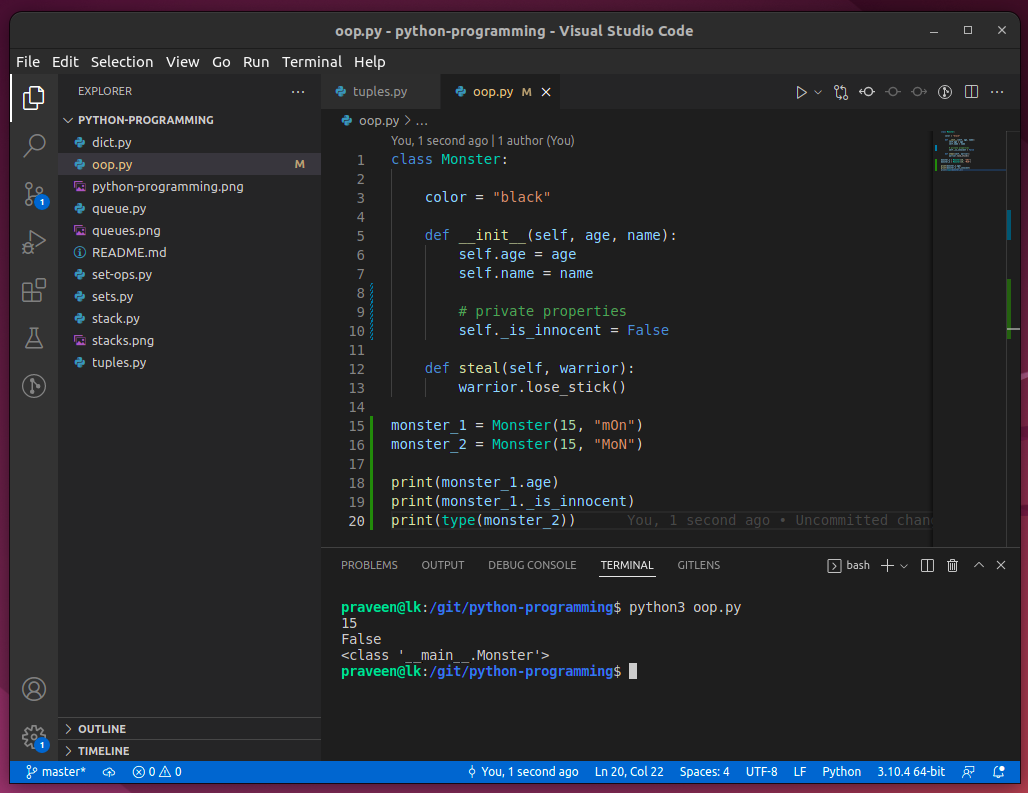 oop.py - python-programming - Visual Studio Code
File Edit Selection View Go Run Terminal Help
EXPLORER
PYTHON-PROGRAMMING
dict.py
oop.py M
python-programming.png
queue.py
queues.png
README.md
set-ops.py
sets.py
stack.py
stacks.png
tuples.py
OUTLINE
TIMELINE
1
1
tuples.py oop.py M
oop.py > ...
You, 1 second ago | 1 author (You)
1 class Monster:
2
3 color = "black"
4
5 def __init__(self, age, name):
6 self.age = age
7 self.name = name
8
9 # private properties
10 self._is_innocent = False
11
12 def steal(self, warrior):
13 warrior.lose_stick()
14
15 monster_1 = Monster(15, "mOn")
16 monster_2 = Monster(15, "MoN")
17
18 print(monster_1.age)
19 print(monster_1._is_innocent)
20 print(type(monster_2)) You, 1 second ago • Uncommitted chan
PROBLEMS OUTPUT DEBUG CONSOLE TERMINAL GITLENS bash
praveen@lk:/git/python-programming$ python3 oop.py
15
False
<class '__main__.Monster'>
praveen@lk:/git/python-programming$
master* 0 0 You, 1 second ago Ln 20, Col 22 Spaces: 4 UTF-8 LF Python 3.10.4 64-bit